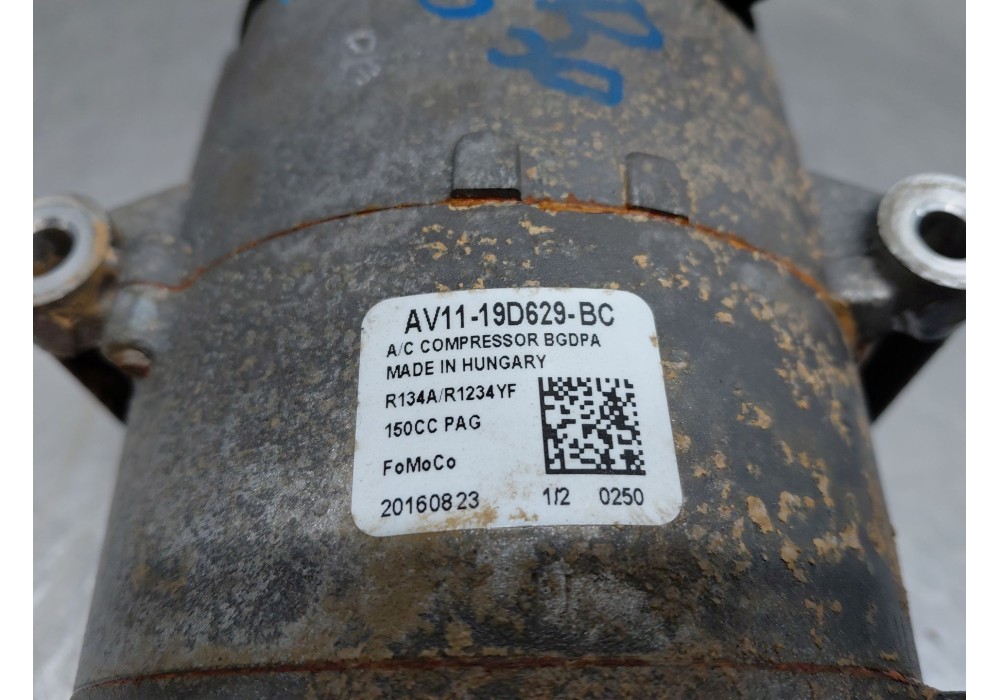 AV11-19D629-BC
A/C COMPRESSOR BGDPA
MADE IN HUNGARY
R134A/R1234YF
150CC PAG
FoMoCo
20160823 1/2 0250